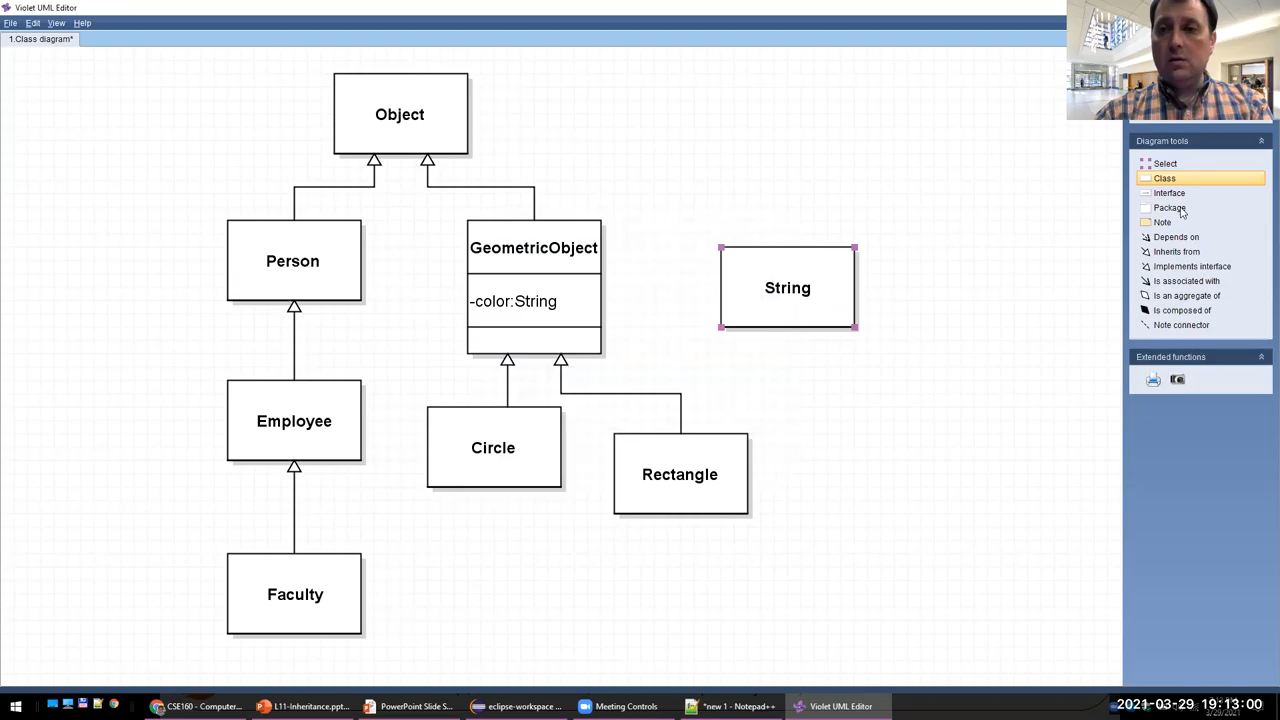 Violet UML Editor
File Edit View Help
1.Class diagram*
Object
Person
GeometricObject
-color:String
String
Employee
Circle
Rectangle
Faculty
Diagram tools
Select
Class
Interface
Package
Note
Depends on
Inherits from
Implements interface
Is associated with
Is an aggregate of
Is composed of
Note connector
Extended functions
CSE160 - Computer...
L11-Inheritance.ppt...
PowerPoint Slide S...
eclipse-workspace ...
Meeting Controls
*new 1 - Notepad++
Violet UML Editor
2021-03-29 19:13:00